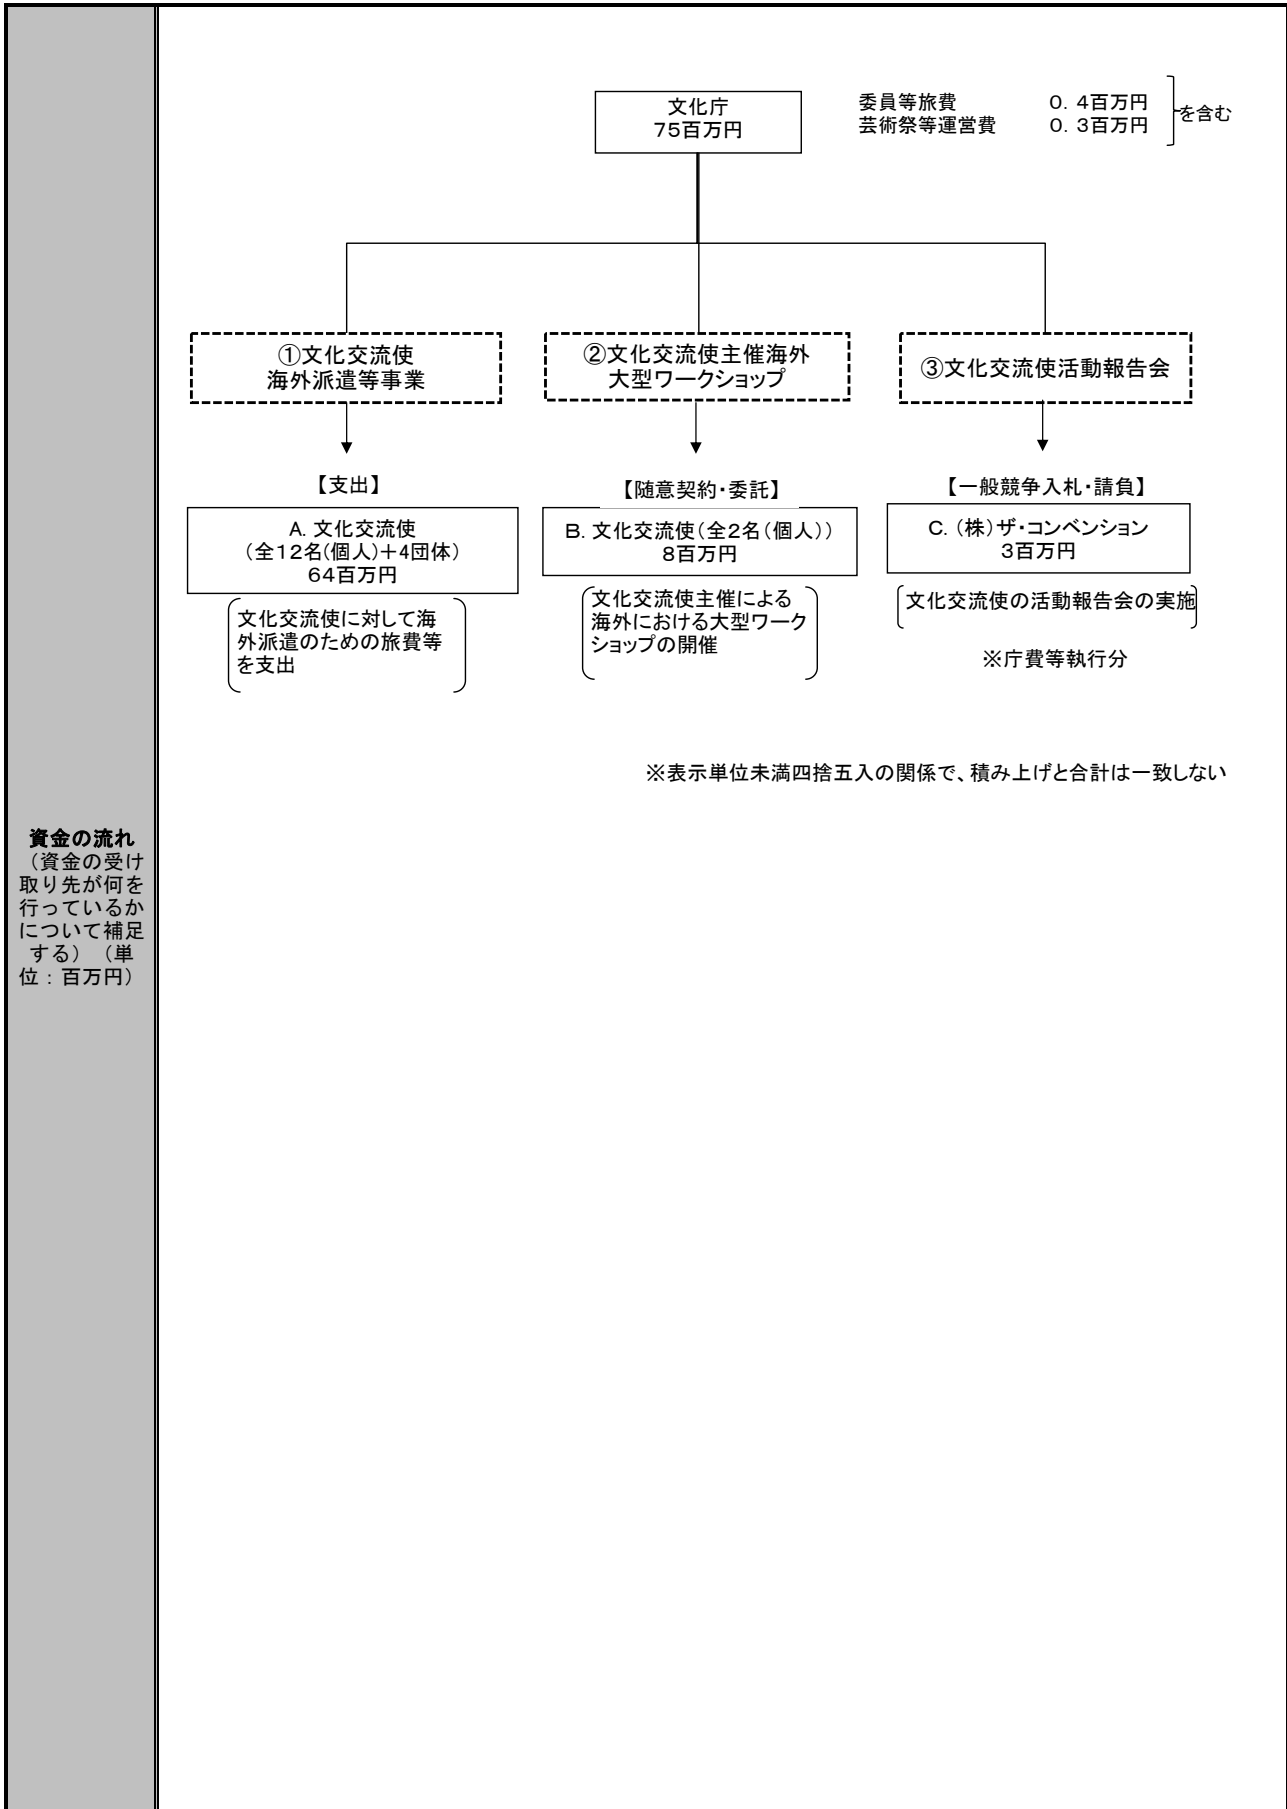 文化庁
75百万円
委員等旅費 0．4百万円
芸術祭等運営費 0．3百万円
を含む
①文化交流使
海外派遣等事業
②文化交流使主催海外
大型ワークショップ
③文化交流使活動報告会
【支出】
【随意契約・委託】
【一般競争入札・請負】
A. 文化交流使
（全12名(個人)＋4団体）
64百万円
B. 文化交流使（全2名（個人））
8百万円
C. （株）ザ・コンベンション
3百万円
文化交流使に対して海
外派遣のための旅費等
を支出
文化交流使主催による
海外における大型ワーク
ショップの開催
文化交流使の活動報告会の実施
※庁費等執行分
※表示単位未満四捨五入の関係で、積み上げと合計は一致しない
資金の流れ
（資金の受け
取り先が何を
行っているか
について補足
する）（単
位：百万円）